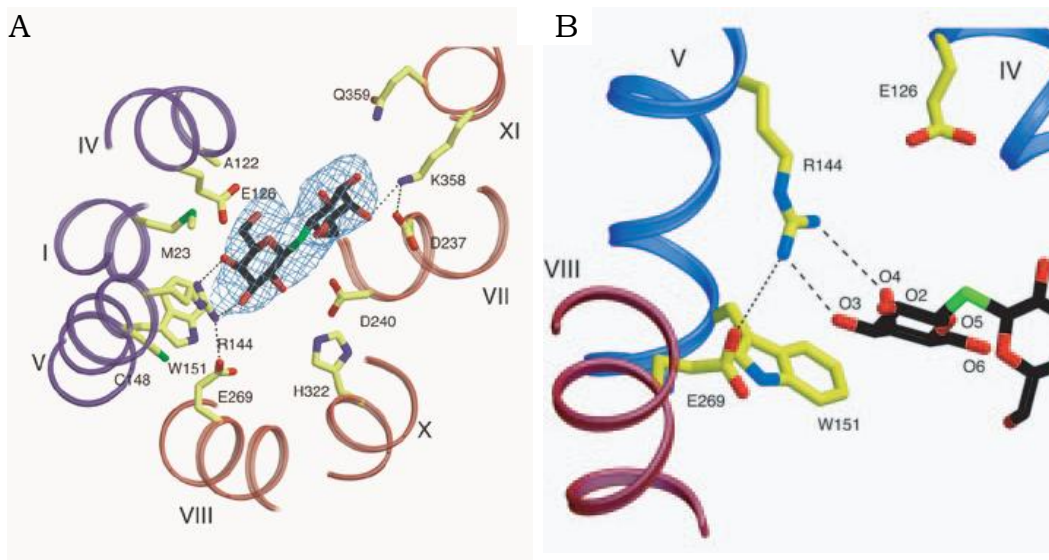 A
Q359
XI
IV
A122
K358
E126
M23
D237
I
VII
D240
V
R144
W151
C148
H322
E269
X
VIII
B
V
IV
E126
R144
VIII
O4
O3
O2
O5
O6
E269
W151